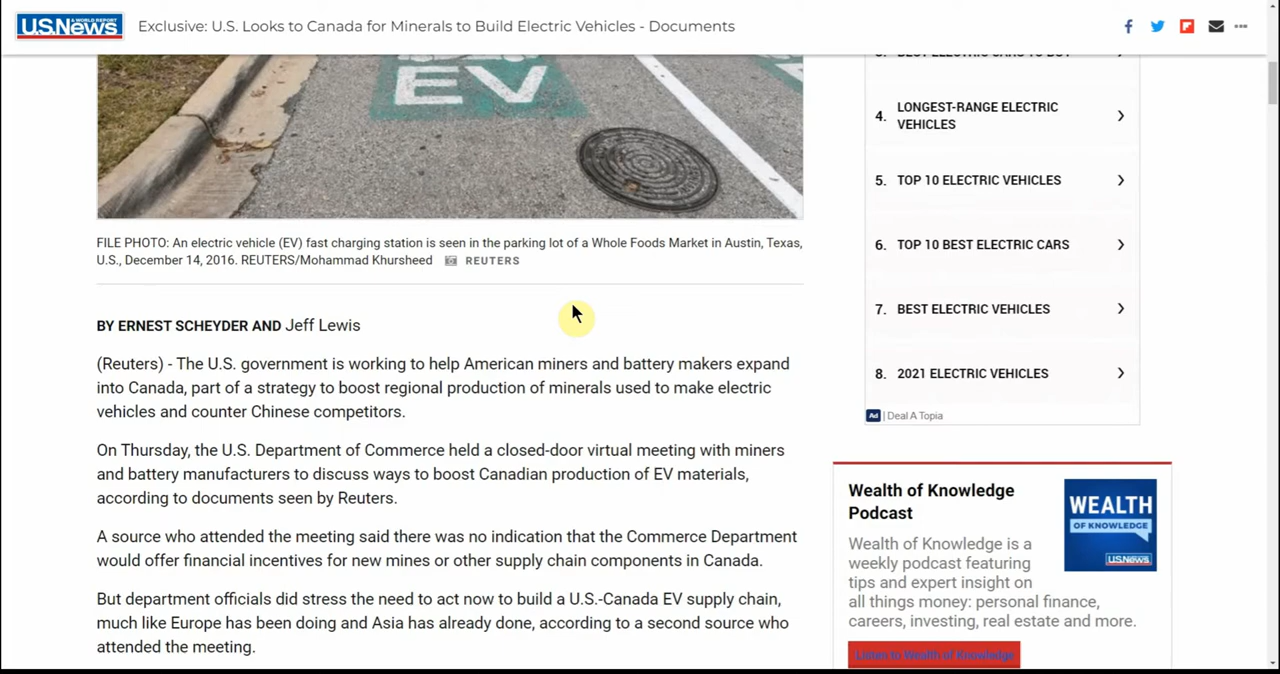 U.S.News
& WORLD REPORT
Exclusive: U.S. Looks to Canada for Minerals to Build Electric Vehicles - Documents
EV
FILE PHOTO: An electric vehicle (EV) fast charging station is seen in the parking lot of a Whole Foods Market in Austin, Texas,
U.S., December 14, 2016. REUTERS/Mohammad Khursheed REUTERS
BY ERNEST SCHEYDER AND Jeff Lewis
(Reuters) - The U.S. government is working to help American miners and battery makers expand
into Canada, part of a strategy to boost regional production of minerals used to make electric
vehicles and counter Chinese competitors.
On Thursday, the U.S. Department of Commerce held a closed-door virtual meeting with miners
and battery manufacturers to discuss ways to boost Canadian production of EV materials,
according to documents seen by Reuters.
A source who attended the meeting said there was no indication that the Commerce Department
would offer financial incentives for new mines or other supply chain components in Canada.
But department officials did stress the need to act now to build a U.S.-Canada EV supply chain,
much like Europe has been doing and Asia has already done, according to a second source who
attended the meeting.
3. BEST ELECTRIC CARS TO BUY
4. LONGEST-RANGE ELECTRIC
VEHICLES
5. TOP 10 ELECTRIC VEHICLES
6. TOP 10 BEST ELECTRIC CARS
7. BEST ELECTRIC VEHICLES
8. 2021 ELECTRIC VEHICLES
Ad | Deal A Topia
Wealth of Knowledge
Podcast
WEALTH
OF KNOWLEDGE
U.S.News
Wealth of Knowledge is a
weekly podcast featuring
tips and expert insight on
all things money: personal finance,
careers, investing, real estate and more.
Listen to Wealth of Knowledge